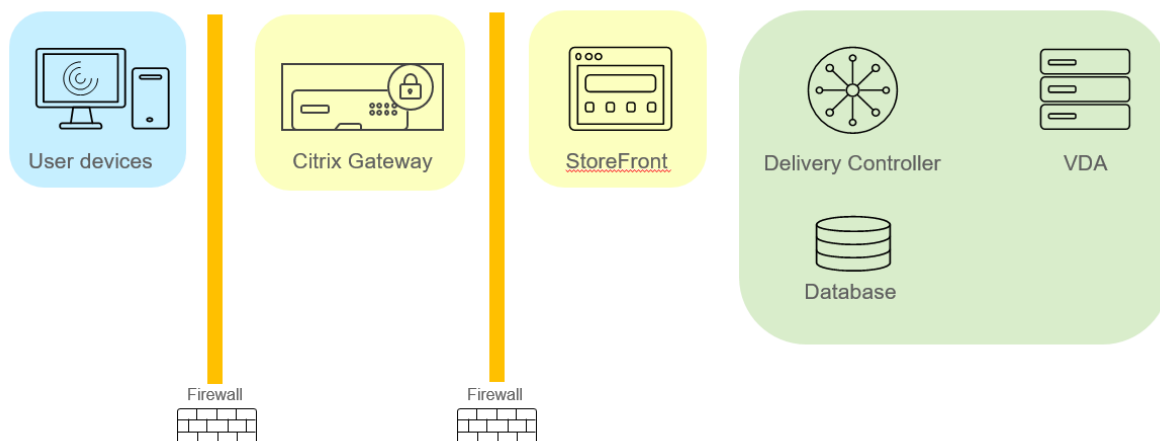 User devices
Citrix Gateway
StoreFront
Delivery Controller
VDA
Database
Firewall
Firewall